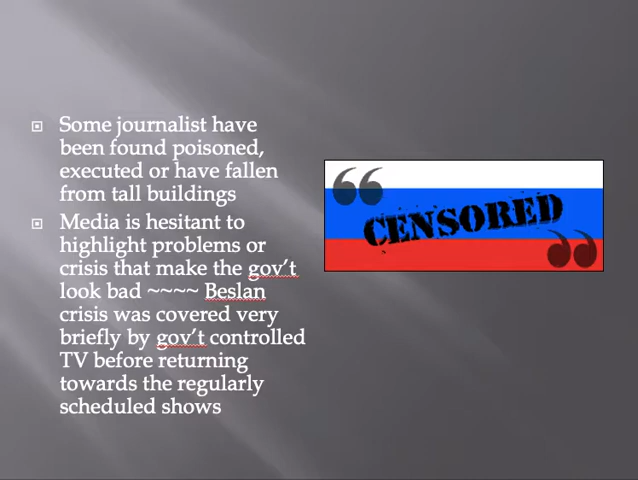 Some journalist have
been found poisoned,
executed or have fallen
from tall buildings
Media is hesitant to
highlight problems or
crisis that make the gov't
look bad ~~~~ Beslan
crisis was covered very
briefly by gov't controlled
TV before returning
towards the regularly
scheduled shows
“ CENSORED ”